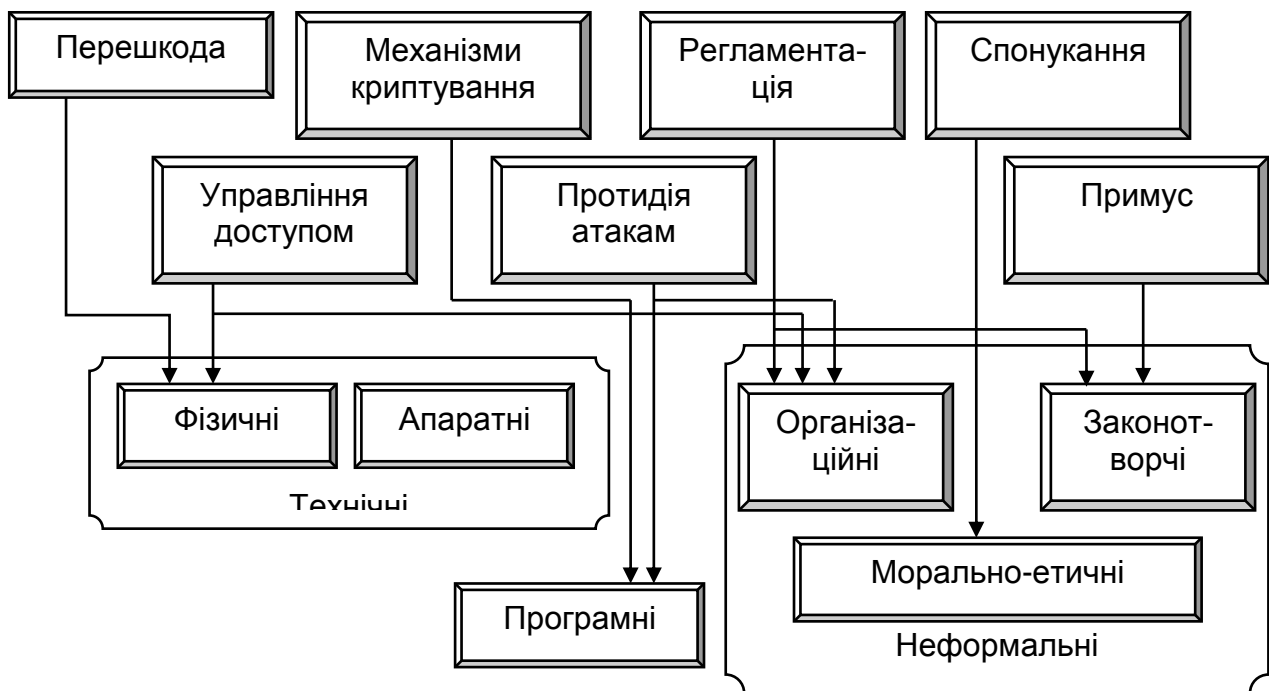 Перешкода
Механізми
криптування
Регламента-
ція
Спонукання
Управління
доступом
Протидія
атакам
Примус
Фізичні
Апаратні
Технічні
Організа-
ційні
Законот-
ворчі
Морально-етичні
Неформальні
Програмні